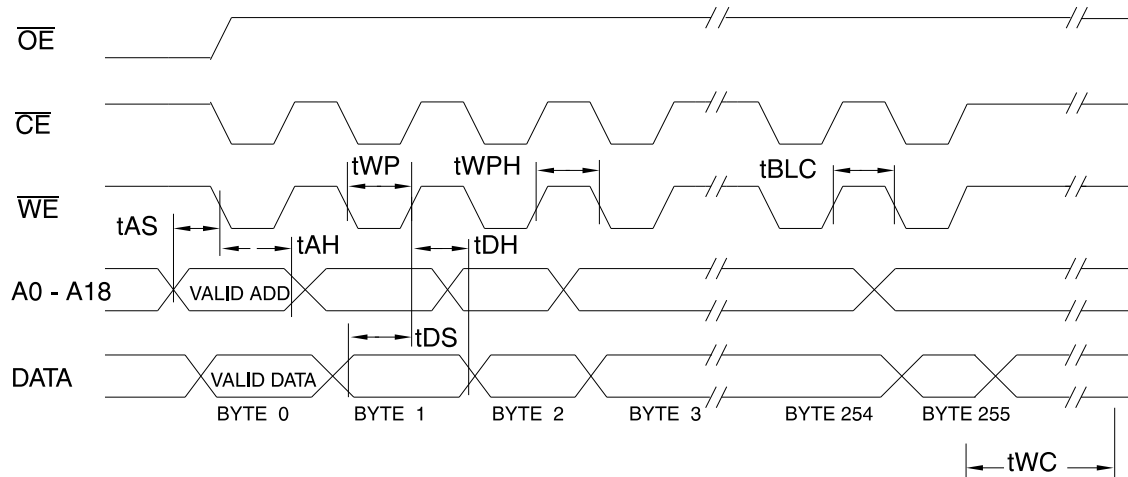 OE
CE
tWP
tWPH
tBLC
WE
tAS
tAH
tDH
A0 - A18
VALID ADD
tDS
DATA
VALID DATA
BYTE 0
BYTE 1
BYTE 2
BYTE 3
BYTE 254
BYTE 255
tWC